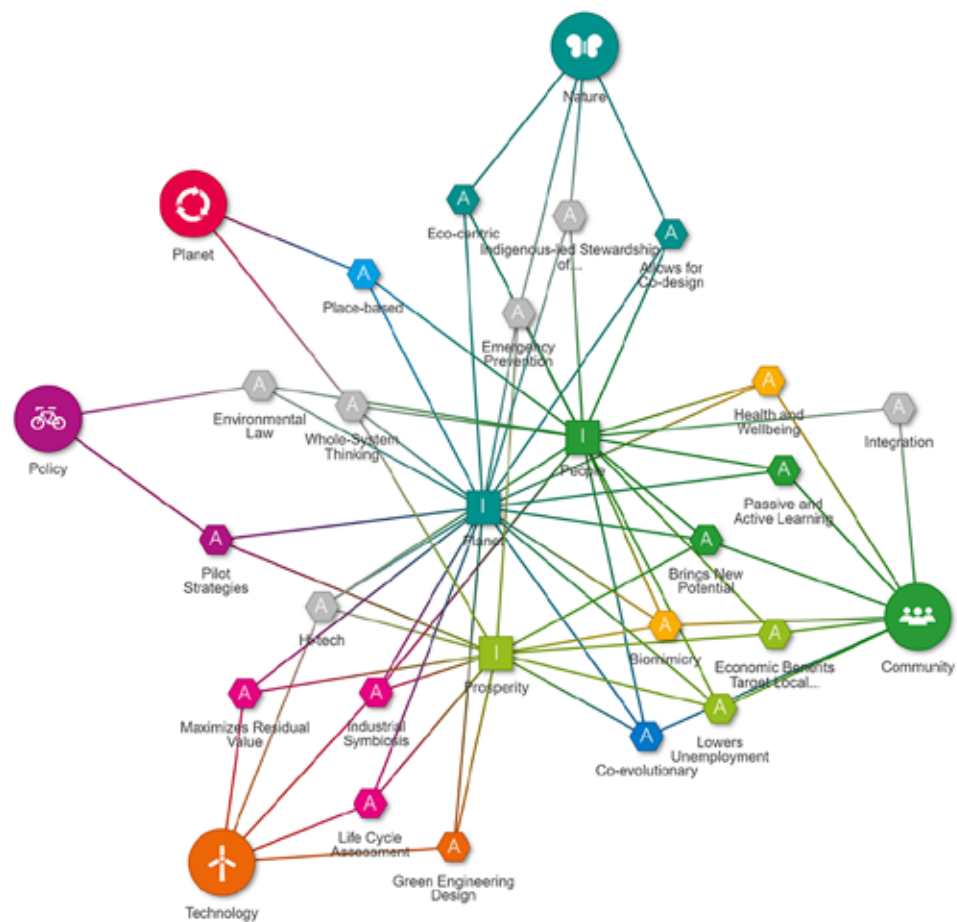 Nature
A
Eco-centric
A
Indigenous-led Stewardship
of...
A
Allows for
Co-design
Planet
A
Place-based
A
Emergency
Prevention
A
Environmental
Law
A
Whole-System
Thinking
A
Health and
Wellbeing
A
Integration
Policy
I
People
A
Passive and
Active Learning
I
Planet
A
Pilot
Strategies
A
Brings New
Potential
A
Hi-tech
A
Biomimicry
A
Economic Benefits
Target Local...
Community
I
Prosperity
A
Maximizes Residual
Value
A
Industrial
Symbiosis
A
Lowers
Unemployment
A
Co-evolutionary
A
Life Cycle
Assessment
A
Green Engineering
Design
Technology